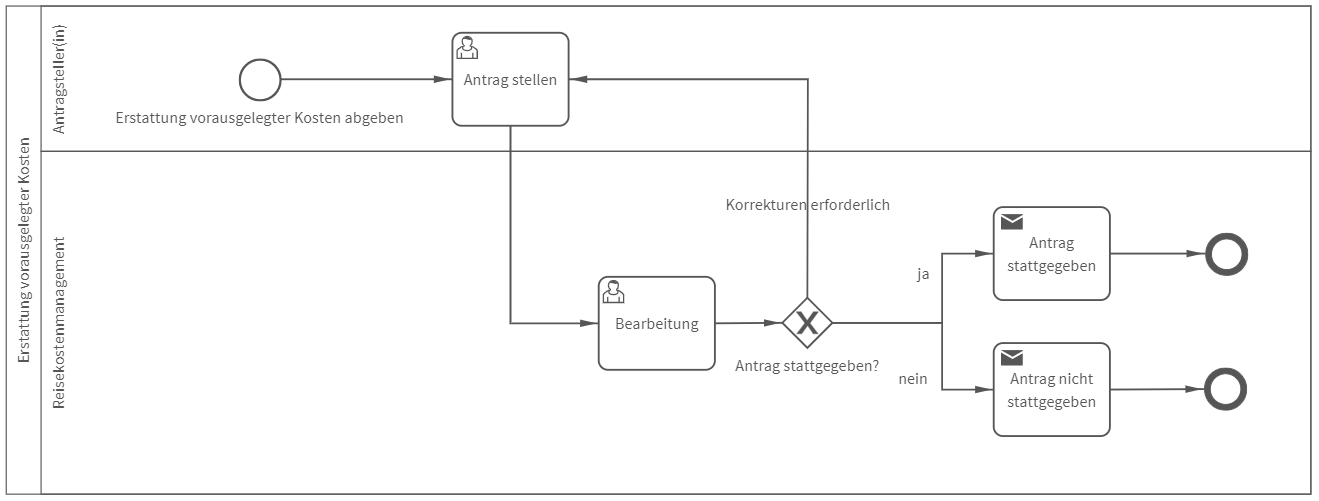 Erstattung vorausgelegter Kosten
Antragsteller(in)
Erstattung vorausgelegter Kosten abgeben
Antrag stellen
Reisekostenmanagement
Korrekturen erforderlich
Bearbeitung
Antrag stattgegeben?
ja
nein
Antrag
stattgegeben
Antrag nicht
stattgegeben